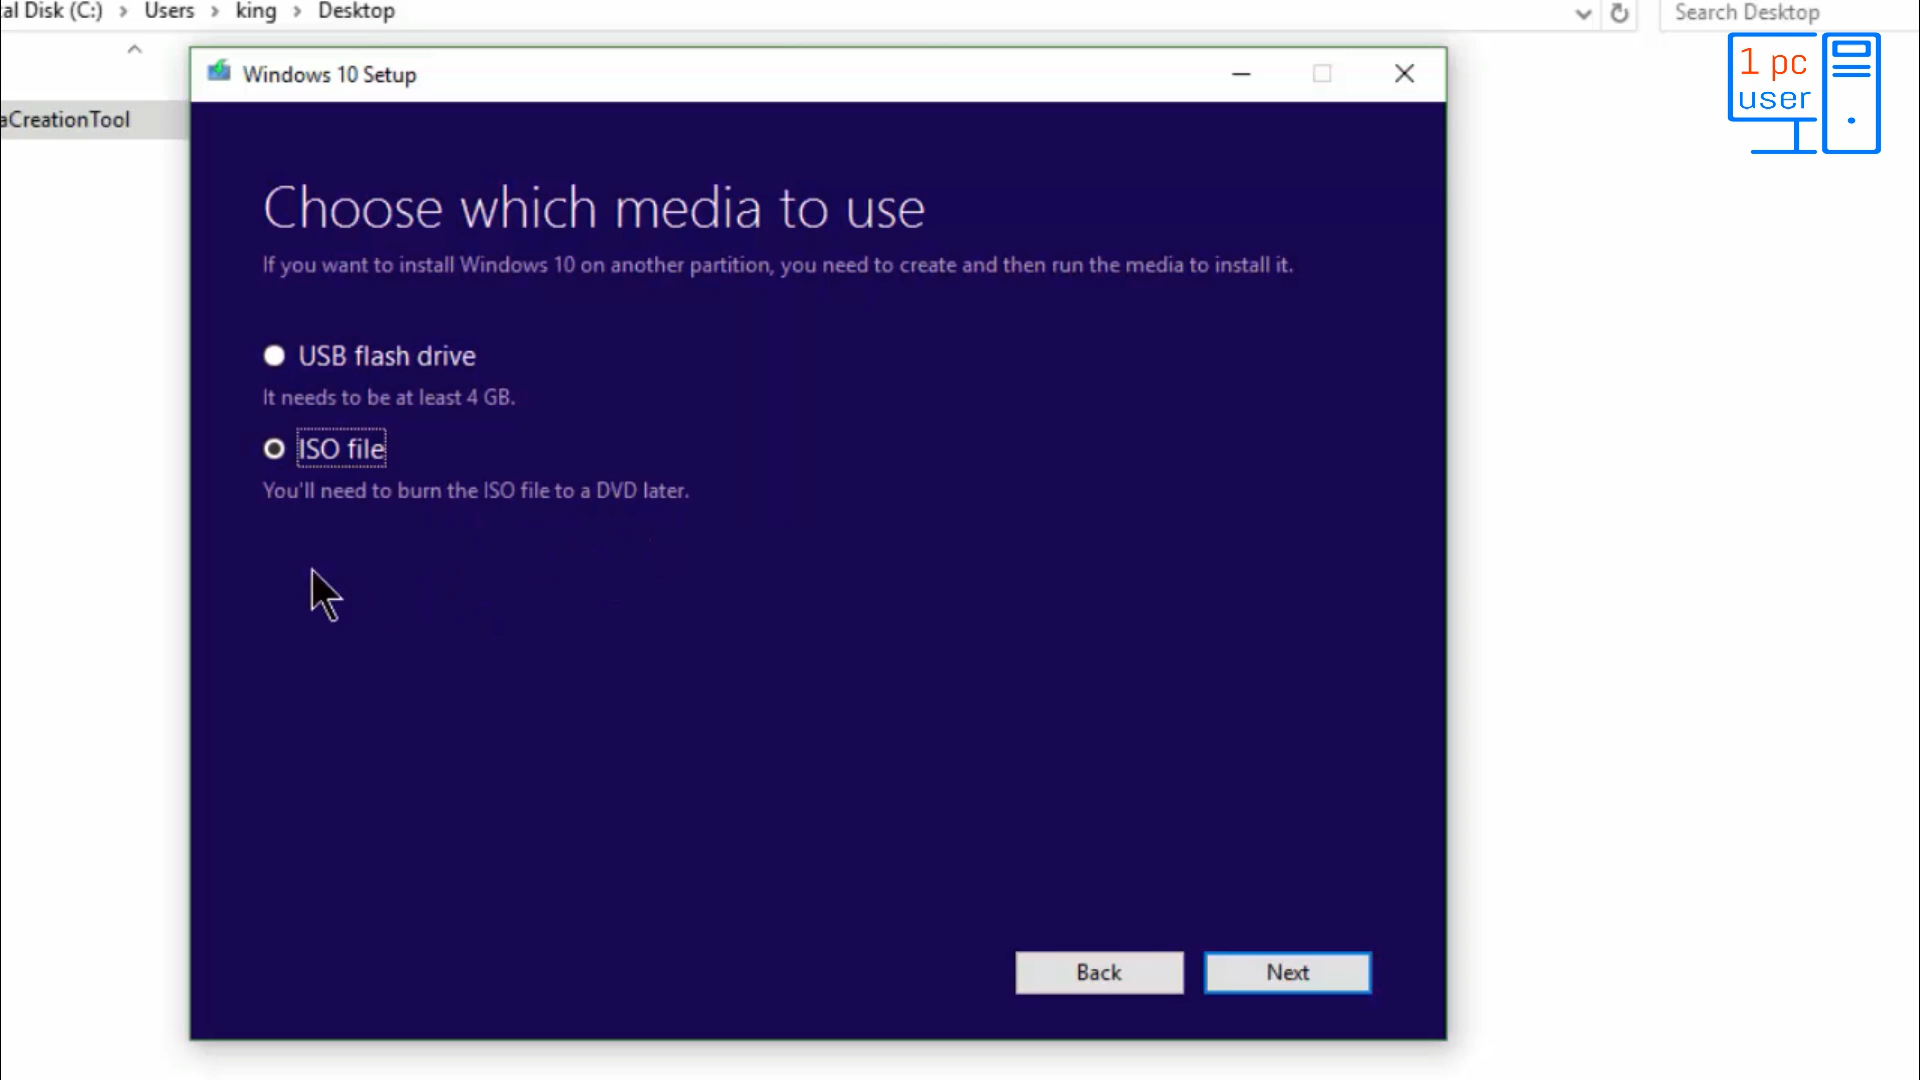 al Disk (C:) > Users > king > Desktop
Search Desktop
1 pc
user
Windows 10 Setup
aCreationTool
Choose which media to use
If you want to install Windows 10 on another partition, you need to create and then run the media to install it.
USB flash drive
It needs to be at least 4 GB.
ISO file
You'll need to burn the ISO file to a DVD later.
Back
Next